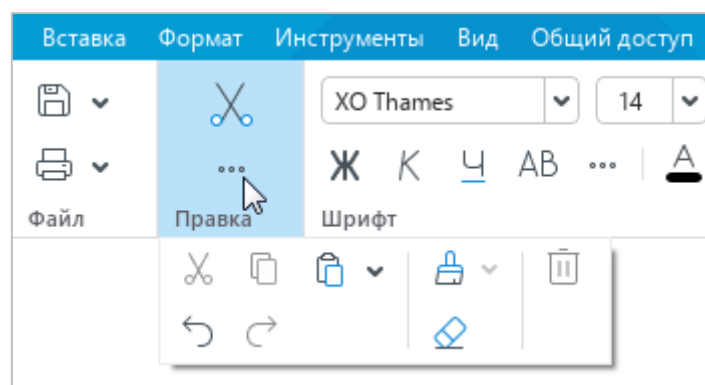 Вставка Формат Инструменты Вид Общий доступ
XO Thames 14
Ж К Ч АВ А
Файл Правка Шрифт